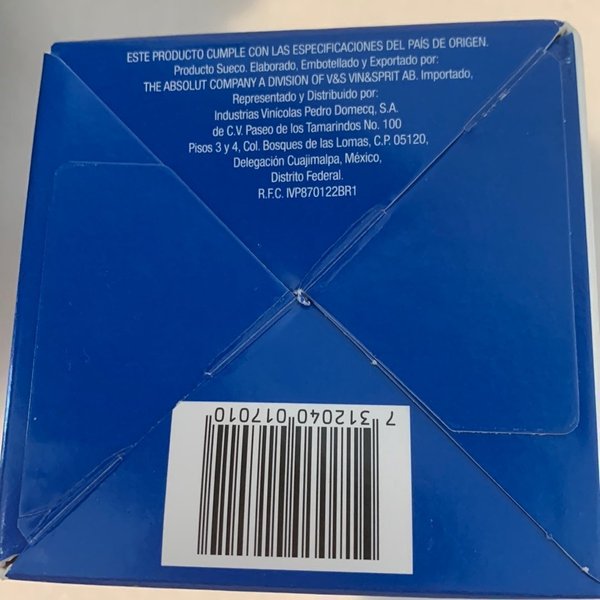 ESTE PRODUCTO CUMPLE CON LAS ESPECIFICACIONES DEL PAÍS DE ORIGEN.
Producto Sueco. Elaborado, Embotellado y Exportado por:
THE ABSOLUT COMPANY A DIVISION OF V&S VIN&SPRIT AB. Importado,
Representado y Distribuido por:
Industrias Vinícolas Pedro Domecq, S.A.
de C.V. Paseo de los Tamarindos No. 100
Pisos 3 y 4, Col. Bosques de las Lomas, C.P. 05120,
Delegación Cuajimalpa, México,
Distrito Federal.
R.F.C. IVP870122BR1
7 312040 017010